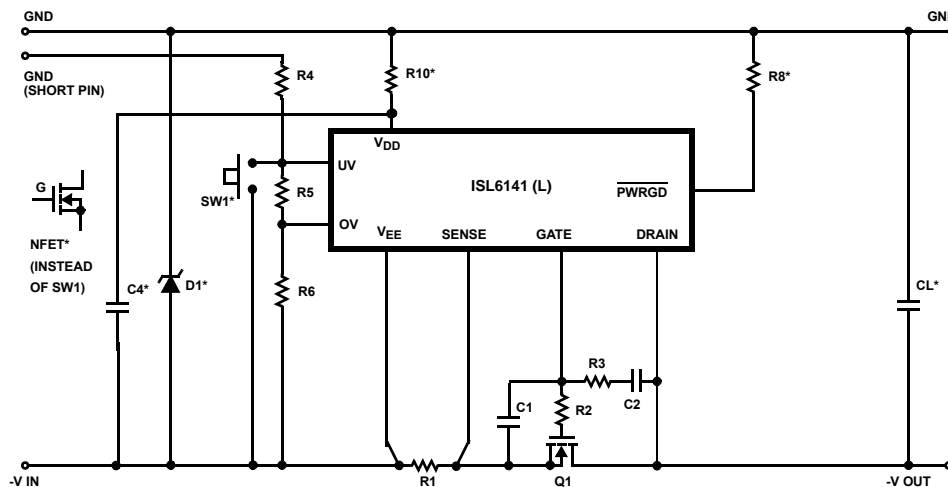 GND
GND
GND
(SHORT PIN)
R4
R10*
R8*
VDD
UV
ISL6141 (L)
PWRGD
SW1*
R5
OV
VEE
SENSE
GATE
DRAIN
G
NFET*
(INSTEAD
OF SW1)
C4*
D1*
R6
CL*
R3
C1
R2
C2
-V IN
R1
Q1
-V OUT